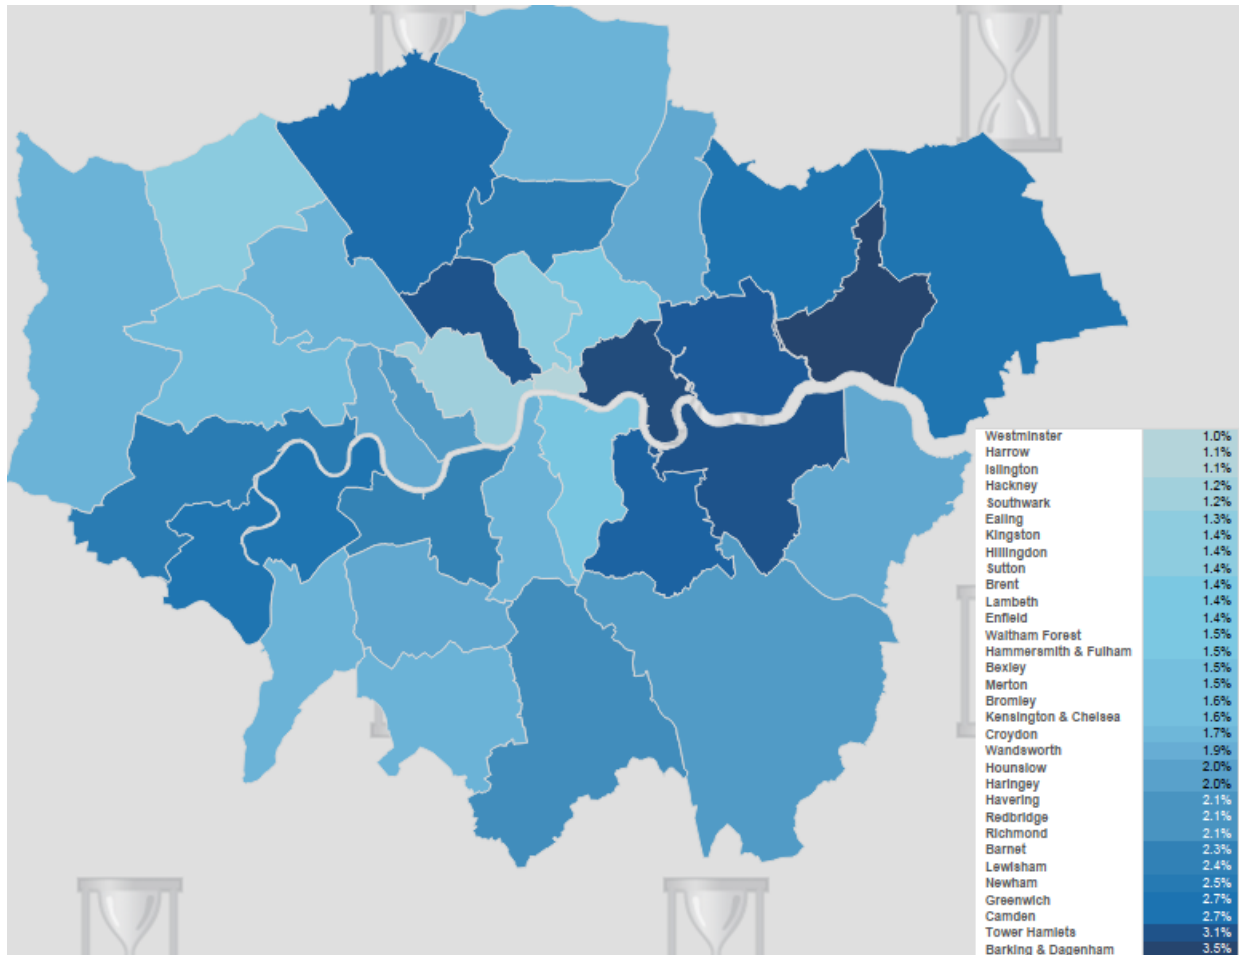 Westminster 1.0%
Harrow 1.1%
Islington 1.1%
Hackney 1.2%
Southwark 1.2%
Ealing 1.3%
Kingston 1.4%
Hillingdon 1.4%
Sutton 1.4%
Brent 1.4%
Lambeth 1.4%
Enfield 1.4%
Waltham Forest 1.5%
Hammersmith & Fulham 1.5%
Bexley 1.5%
Merton 1.5%
Bromley 1.6%
Kensington & Chelsea 1.6%
Croydon 1.7%
Wandsworth 1.9%
Hounslow 2.0%
Haringey 2.0%
Havering 2.1%
Redbridge 2.1%
Richmond 2.1%
Barnet 2.3%
Lewisham 2.4%
Newham 2.5%
Greenwich 2.7%
Camden 2.7%
Tower Hamlets 3.1%
Barking & Dagenham 3.5%